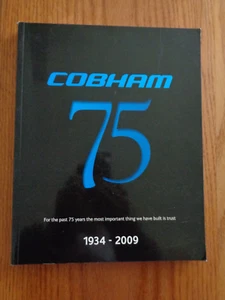 COBHAM
75
For the past 75 years the most important thing we have built is trust
1934 - 2009